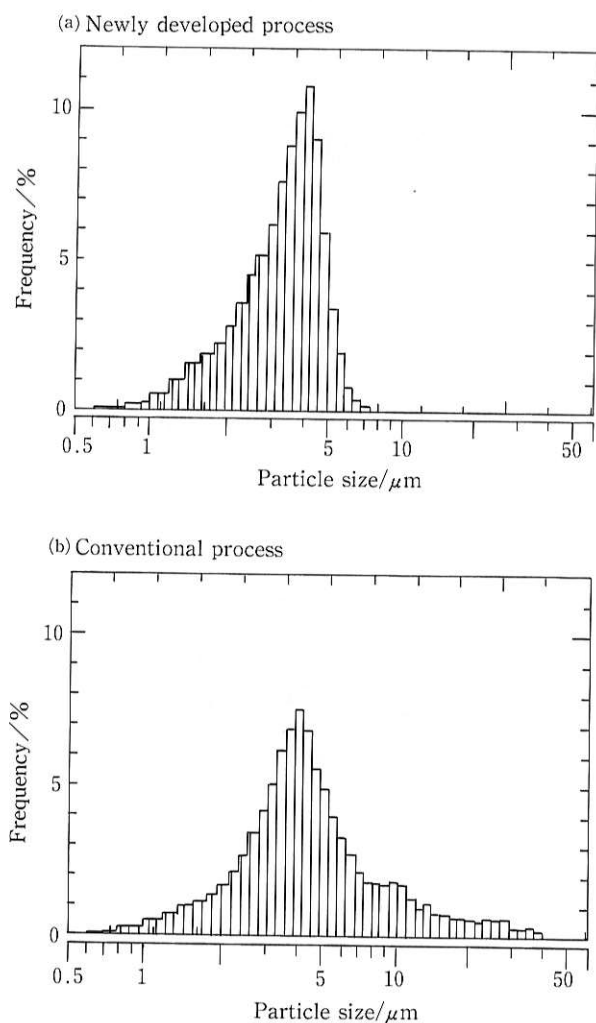 (a) Newly developed process
10
5
0
Frequency/%
0.5 1 5 10 50
Particle size/μm
(b) Conventional process
10
5
0
Frequency/%
0.5 1 5 10 50
Particle size/μm